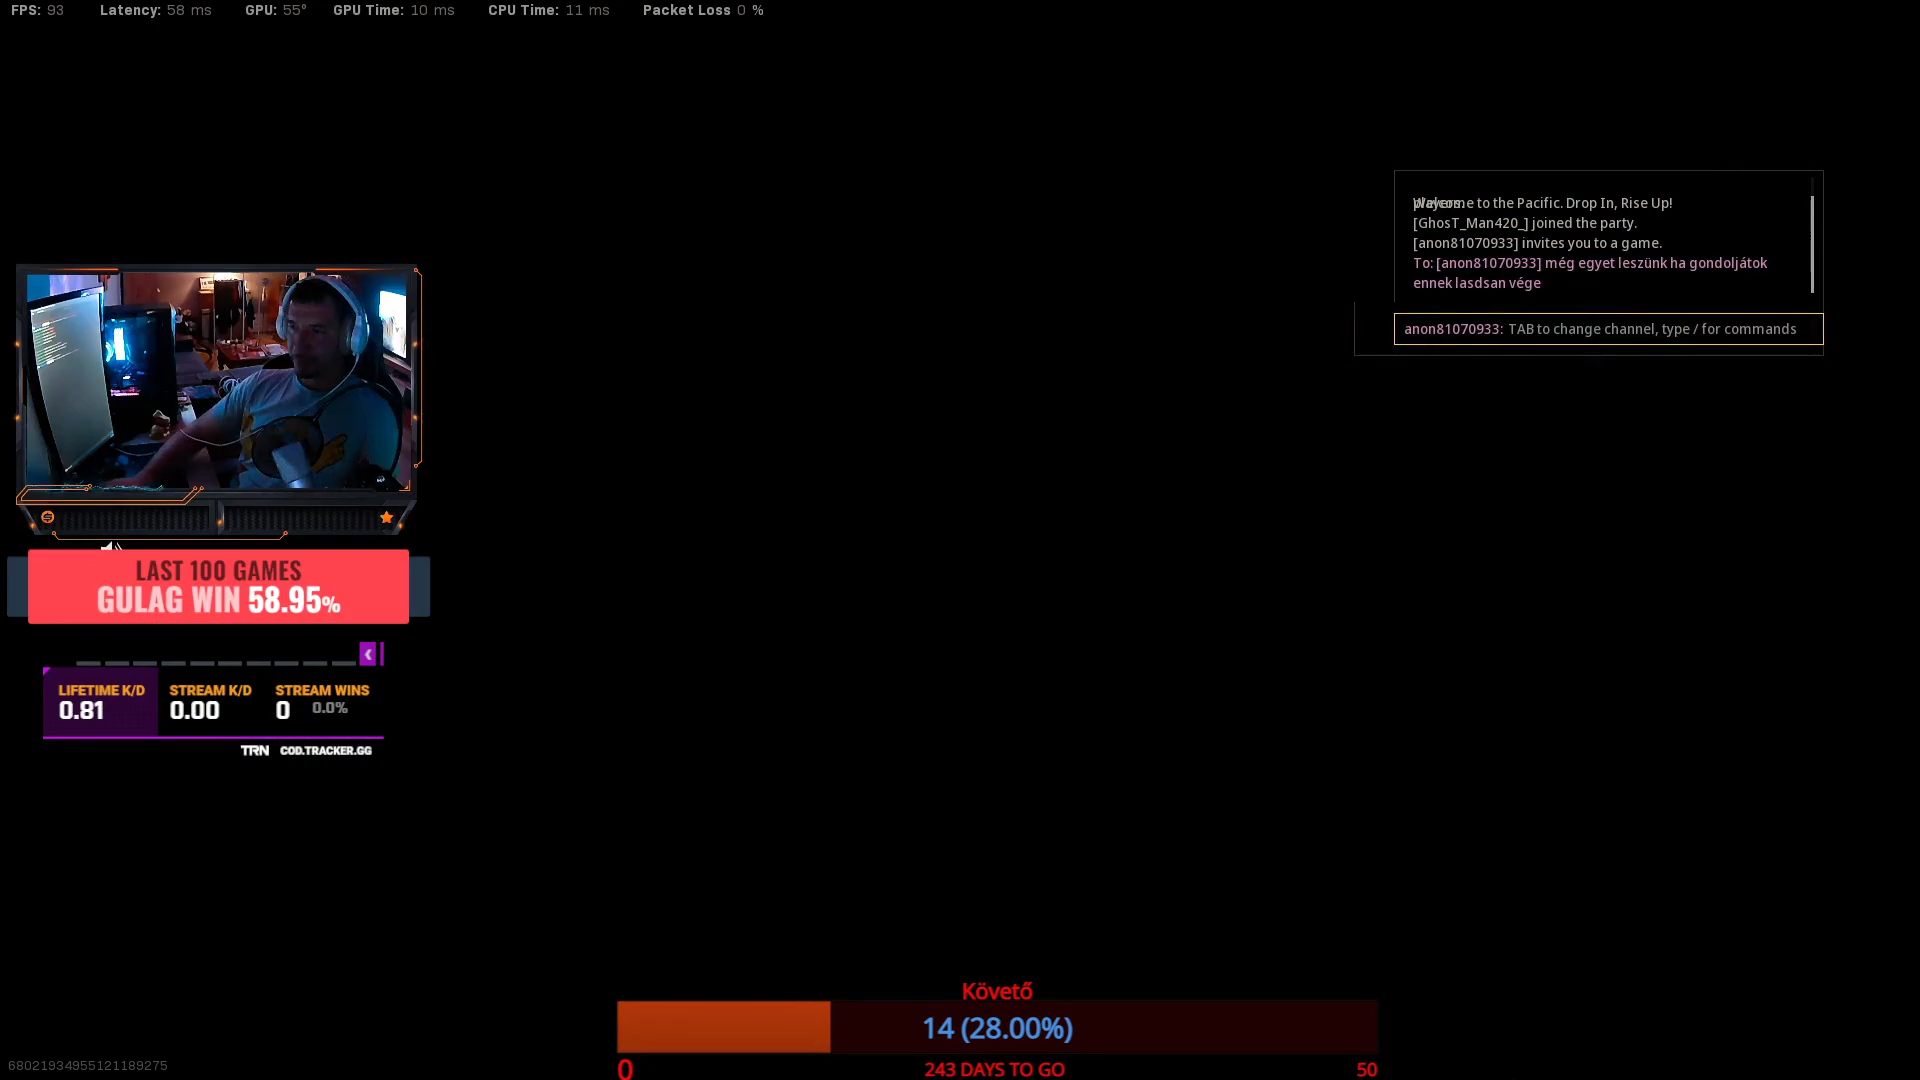 FPS: 93 Latency: 58 ms GPU: 55° GPU Time: 10 ms CPU Time: 11 ms Packet Loss 0 %
Welcome to the Pacific. Drop In, Rise Up!
[GhosT_Man420_] joined the party.
[anon81070933] invites you to a game.
To: [anon81070933] még egyet leszünk ha gondoljátok
ennek lasdsan vége
anon81070933: TAB to change channel, type / for commands
LAST 100 GAMES
GULAG WIN 58.95%
LIFETIME K/D STREAM K/D STREAM WINS
0.81 0.00 0 0.0%
TRN COD.TRACKER.GG
Követő
14 (28.00%)
0 243 DAYS TO GO 50
68021934955121189275